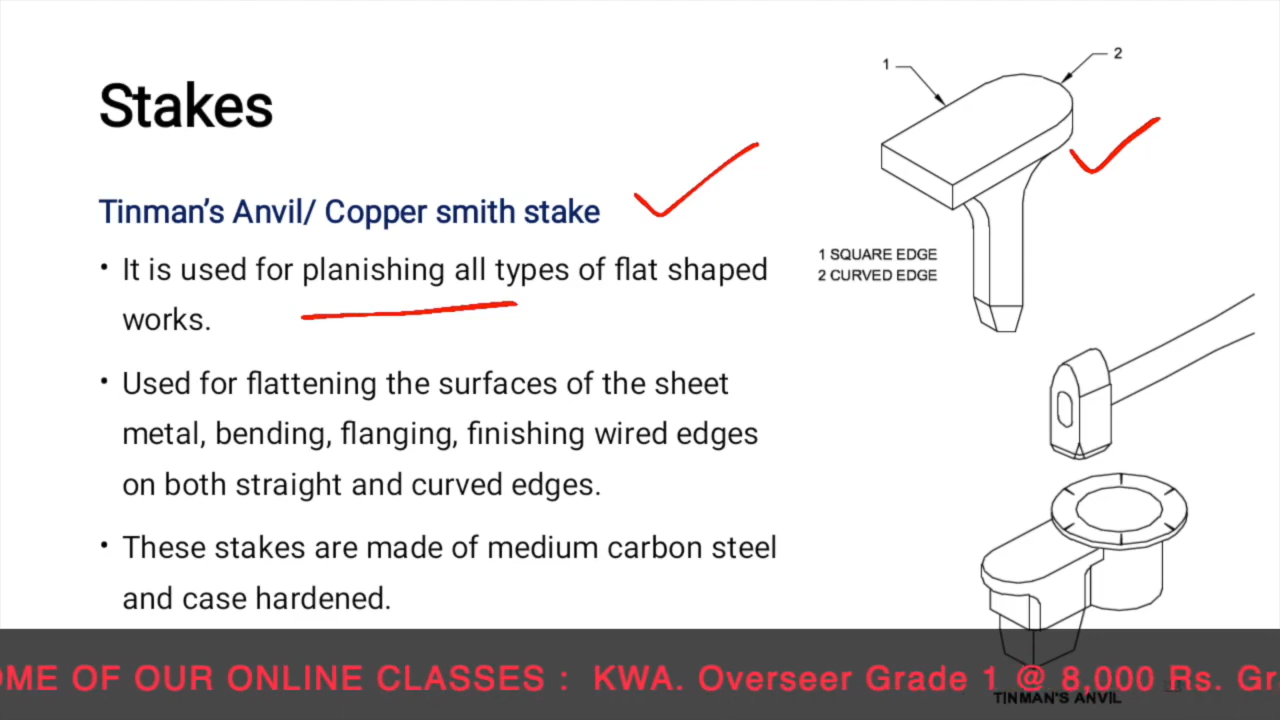 Stakes
Tinman's Anvil/ Copper smith stake
• It is used for planishing all types of flat shaped
works.
• Used for flattening the surfaces of the sheet
metal, bending, flanging, finishing wired edges
on both straight and curved edges.
• These stakes are made of medium carbon steel
and case hardened.
1
2
1 SQUARE EDGE
2 CURVED EDGE
OME OF OUR ONLINE CLASSES : KWA. Overseer Grade 1 @ 8,000 Rs. Gr
TINMAN'S ANVIL